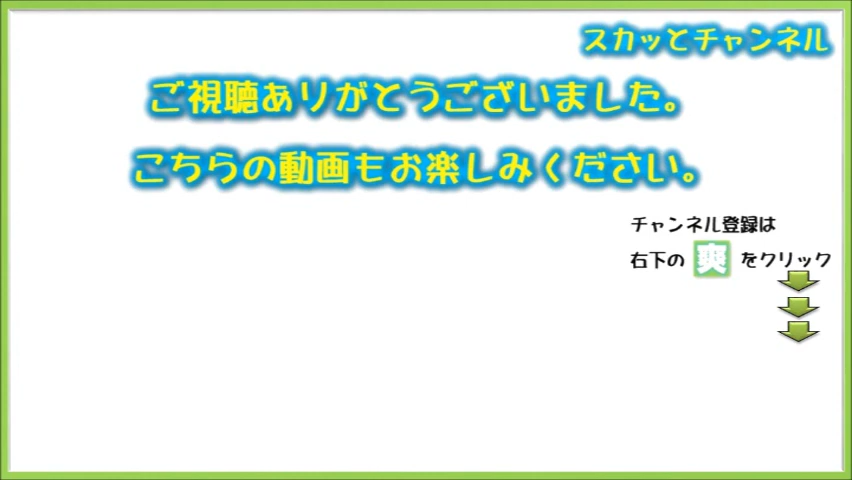 スカッとチャンネル
ご視聴ありがとうございました。
こちらの動画もお楽しみください。
チャンネル登録は
右下の 爽 をクリック